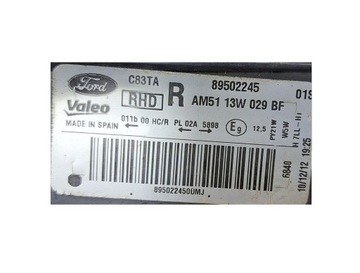 Ford
C83TA
89502245
01S
Valeo
RHD R
AM51 13W 029 BF
MADE IN SPAIN
011b 00 HC/R
PL 02A 5898
E9
12,5
PY21W
W5W
H7LL-H1
6840
10/12/12 19:25
895022450UMJ